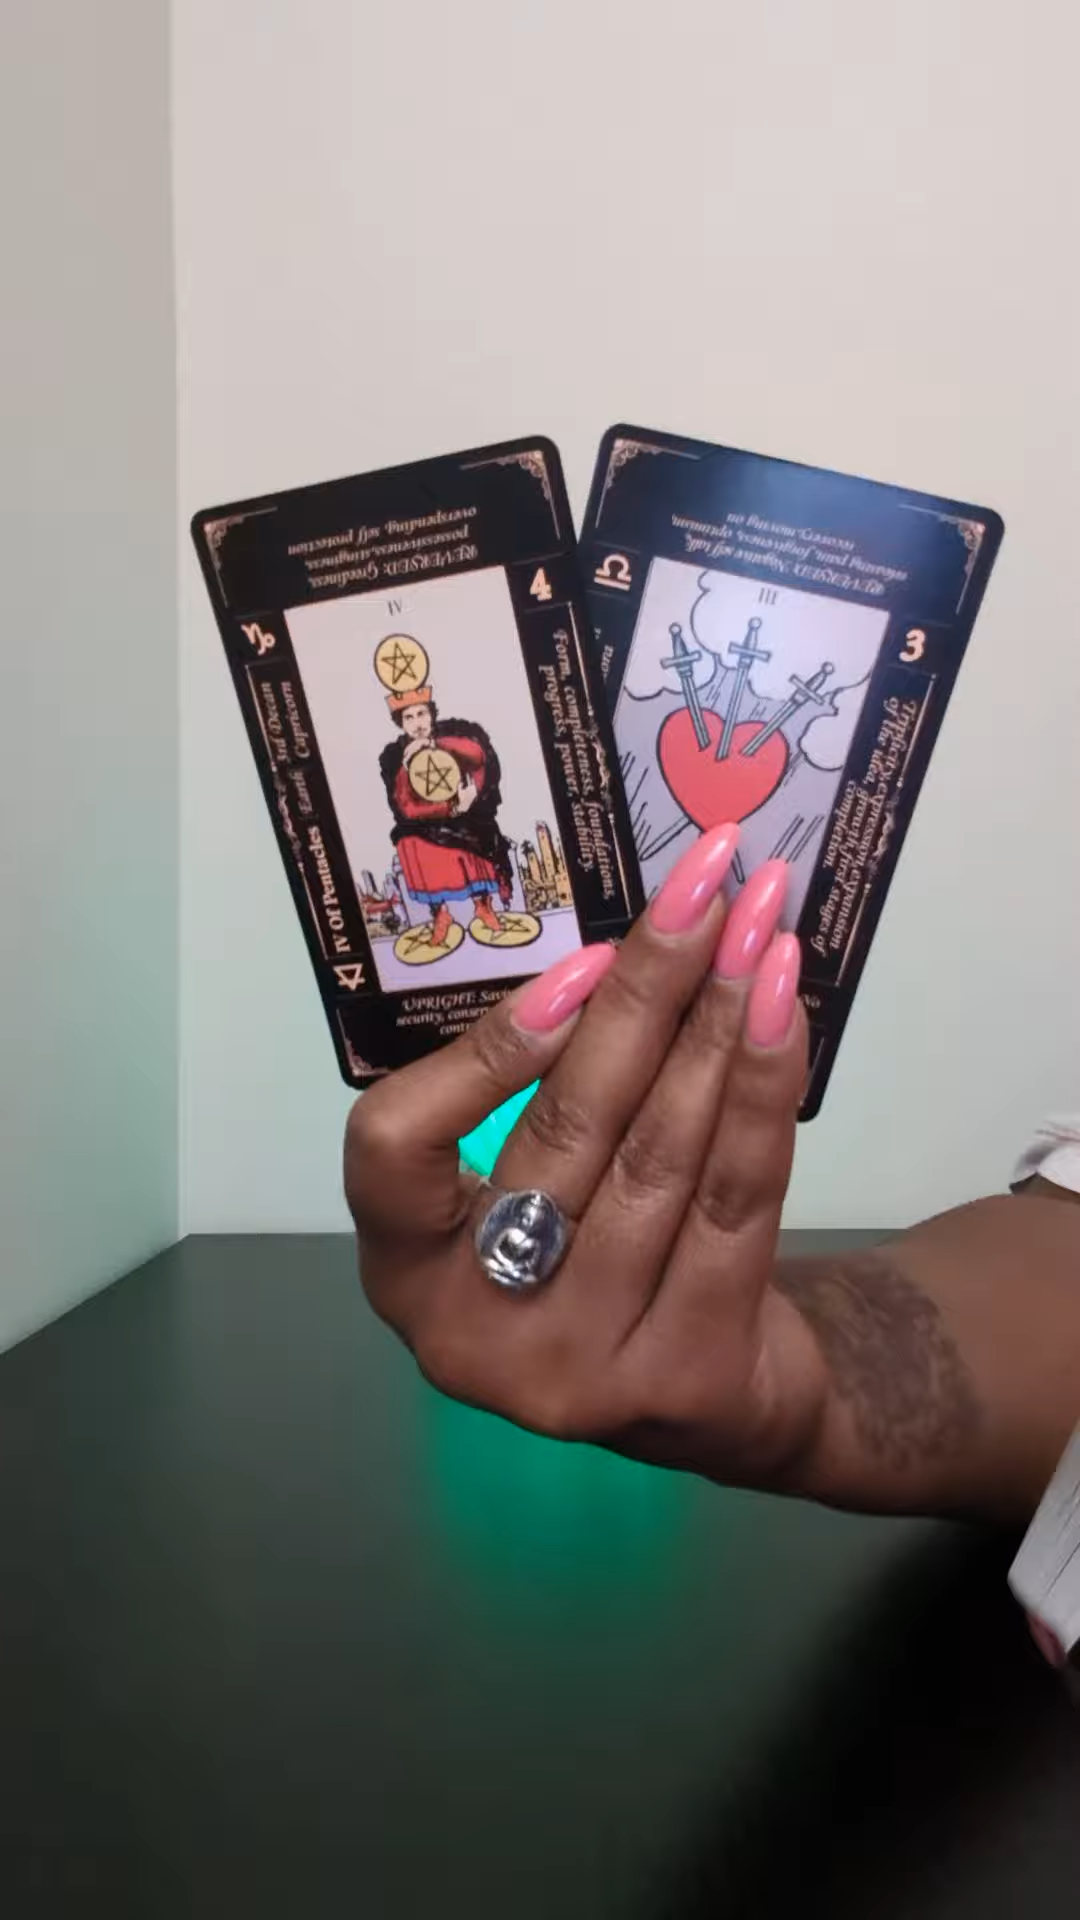 REVERSED: Greediness,
possessiveness, stinginess,
overspending, self protection
4
IV
3rd Decan
Capricorn
Earth
IV Of Pentacles
Form, completeness, foundations,
progress, power, stability.
UPRIGHT: Savi
security, conser
cont
REVERSED: Negative self talk,
releasing pain, forgiveness, optimism,
recovery, moving on
3
III
Triplicity, expression, expansion
of the idea, growth, first stages of
completion.
No